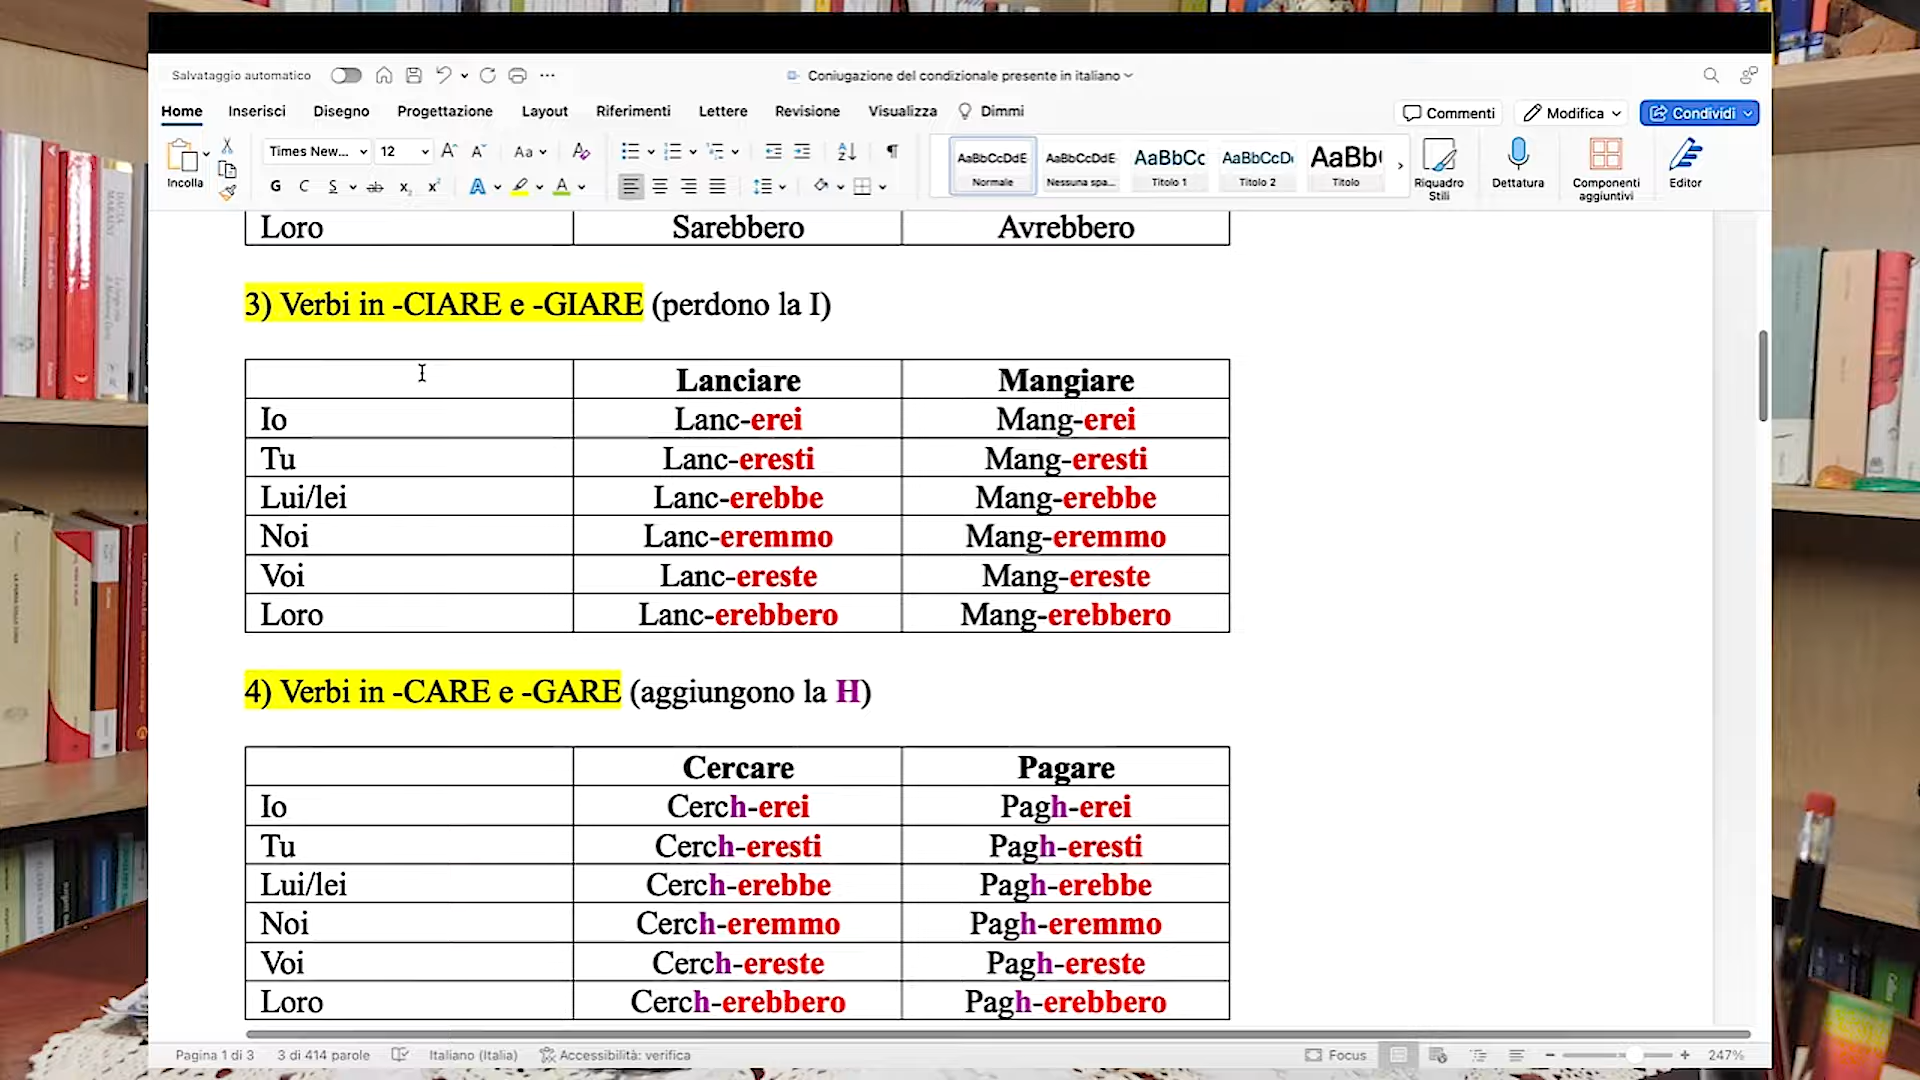 Salvataggio automatico
Coniugazione del condizionale presente in italiano
Home Inserisci Disegno Progettazione Layout Riferimenti Lettere Revisione Visualizza Dimmi
Commenti Modifica Condividi
Incolla
Times New... 12
G C S
AaBbCcDdE Normale
AaBbCcDdE Nessuna spa...
AaBbCc Titolo 1
AaBbCcD Titolo 2
AaBb Titolo
Riquadro Stili
Dettatura
Componenti aggiuntivi
Editor
Loro Sarebbero Avrebbero
3) Verbi in -CIARE e -GIARE (perdono la I)
Lanciare Mangiare
Io Lanc-erei Mang-erei
Tu Lanc-eresti Mang-eresti
Lui/lei Lanc-erebbe Mang-erebbe
Noi Lanc-eremmo Mang-eremmo
Voi Lanc-ereste Mang-ereste
Loro Lanc-erebbero Mang-erebbero
4) Verbi in -CARE e -GARE (aggiungono la H)
Cercare Pagare
Io Cerch-erei Pagh-erei
Tu Cerch-eresti Pagh-eresti
Lui/lei Cerch-erebbe Pagh-erebbe
Noi Cerch-eremmo Pagh-eremmo
Voi Cerch-ereste Pagh-ereste
Loro Cerch-erebbero Pagh-erebbero
Pagina 1 di 3 3 di 414 parole Italiano (Italia) Accessibilità: verifica
Focus 247%